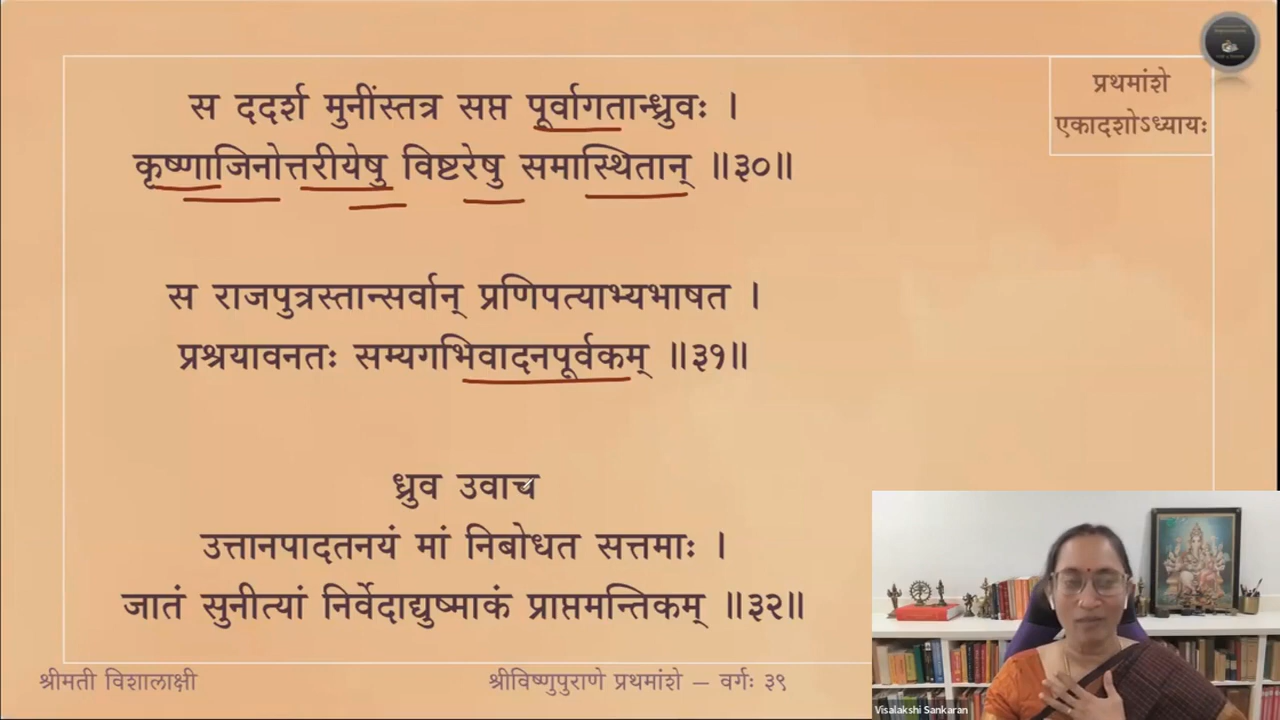 प्रथमांशे
एकादशोऽध्यायः
स ददर्श मुनींस्तत्र सप्त पूर्वागतान्ध्रुवः ।
कृष्णाजिनोत्तरीयेषु विष्टरेषु समास्थितान् ॥३०॥
स राजपुत्रस्तान्सर्वान् प्रणिपत्याभ्यभाषत ।
प्रश्रयावनतः सम्यगभिवादनपूर्वकम् ॥३१॥
ध्रुव उवाच
उत्तानपादतनयं मां निबोधत सत्तमाः ।
जातं सुनीत्यां निर्वेदाद्युष्माकं प्राप्तमन्तिकम् ॥३२॥
श्रीमती विशालाक्षी
श्रीविष्णुपुराणे प्रथमांशे – वर्गः ३९
Visalakshi Sankaran